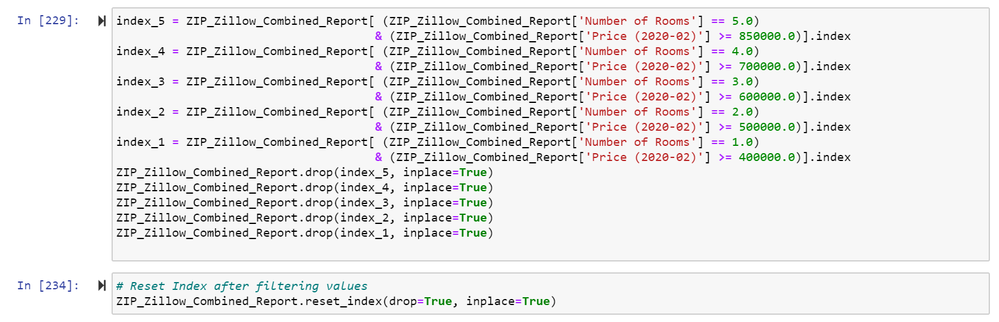 In [229]:
index_5 = ZIP_Zillow_Combined_Report[ (ZIP_Zillow_Combined_Report['Number of Rooms'] == 5.0)
& (ZIP_Zillow_Combined_Report['Price (2020-02)'] >= 850000.0)].index
index_4 = ZIP_Zillow_Combined_Report[ (ZIP_Zillow_Combined_Report['Number of Rooms'] == 4.0)
& (ZIP_Zillow_Combined_Report['Price (2020-02)'] >= 700000.0)].index
index_3 = ZIP_Zillow_Combined_Report[ (ZIP_Zillow_Combined_Report['Number of Rooms'] == 3.0)
& (ZIP_Zillow_Combined_Report['Price (2020-02)'] >= 600000.0)].index
index_2 = ZIP_Zillow_Combined_Report[ (ZIP_Zillow_Combined_Report['Number of Rooms'] == 2.0)
& (ZIP_Zillow_Combined_Report['Price (2020-02)'] >= 500000.0)].index
index_1 = ZIP_Zillow_Combined_Report[ (ZIP_Zillow_Combined_Report['Number of Rooms'] == 1.0)
& (ZIP_Zillow_Combined_Report['Price (2020-02)'] >= 400000.0)].index
ZIP_Zillow_Combined_Report.drop(index_5, inplace=True)
ZIP_Zillow_Combined_Report.drop(index_4, inplace=True)
ZIP_Zillow_Combined_Report.drop(index_3, inplace=True)
ZIP_Zillow_Combined_Report.drop(index_2, inplace=True)
ZIP_Zillow_Combined_Report.drop(index_1, inplace=True)
In [234]:
# Reset Index after filtering values
ZIP_Zillow_Combined_Report.reset_index(drop=True, inplace=True)